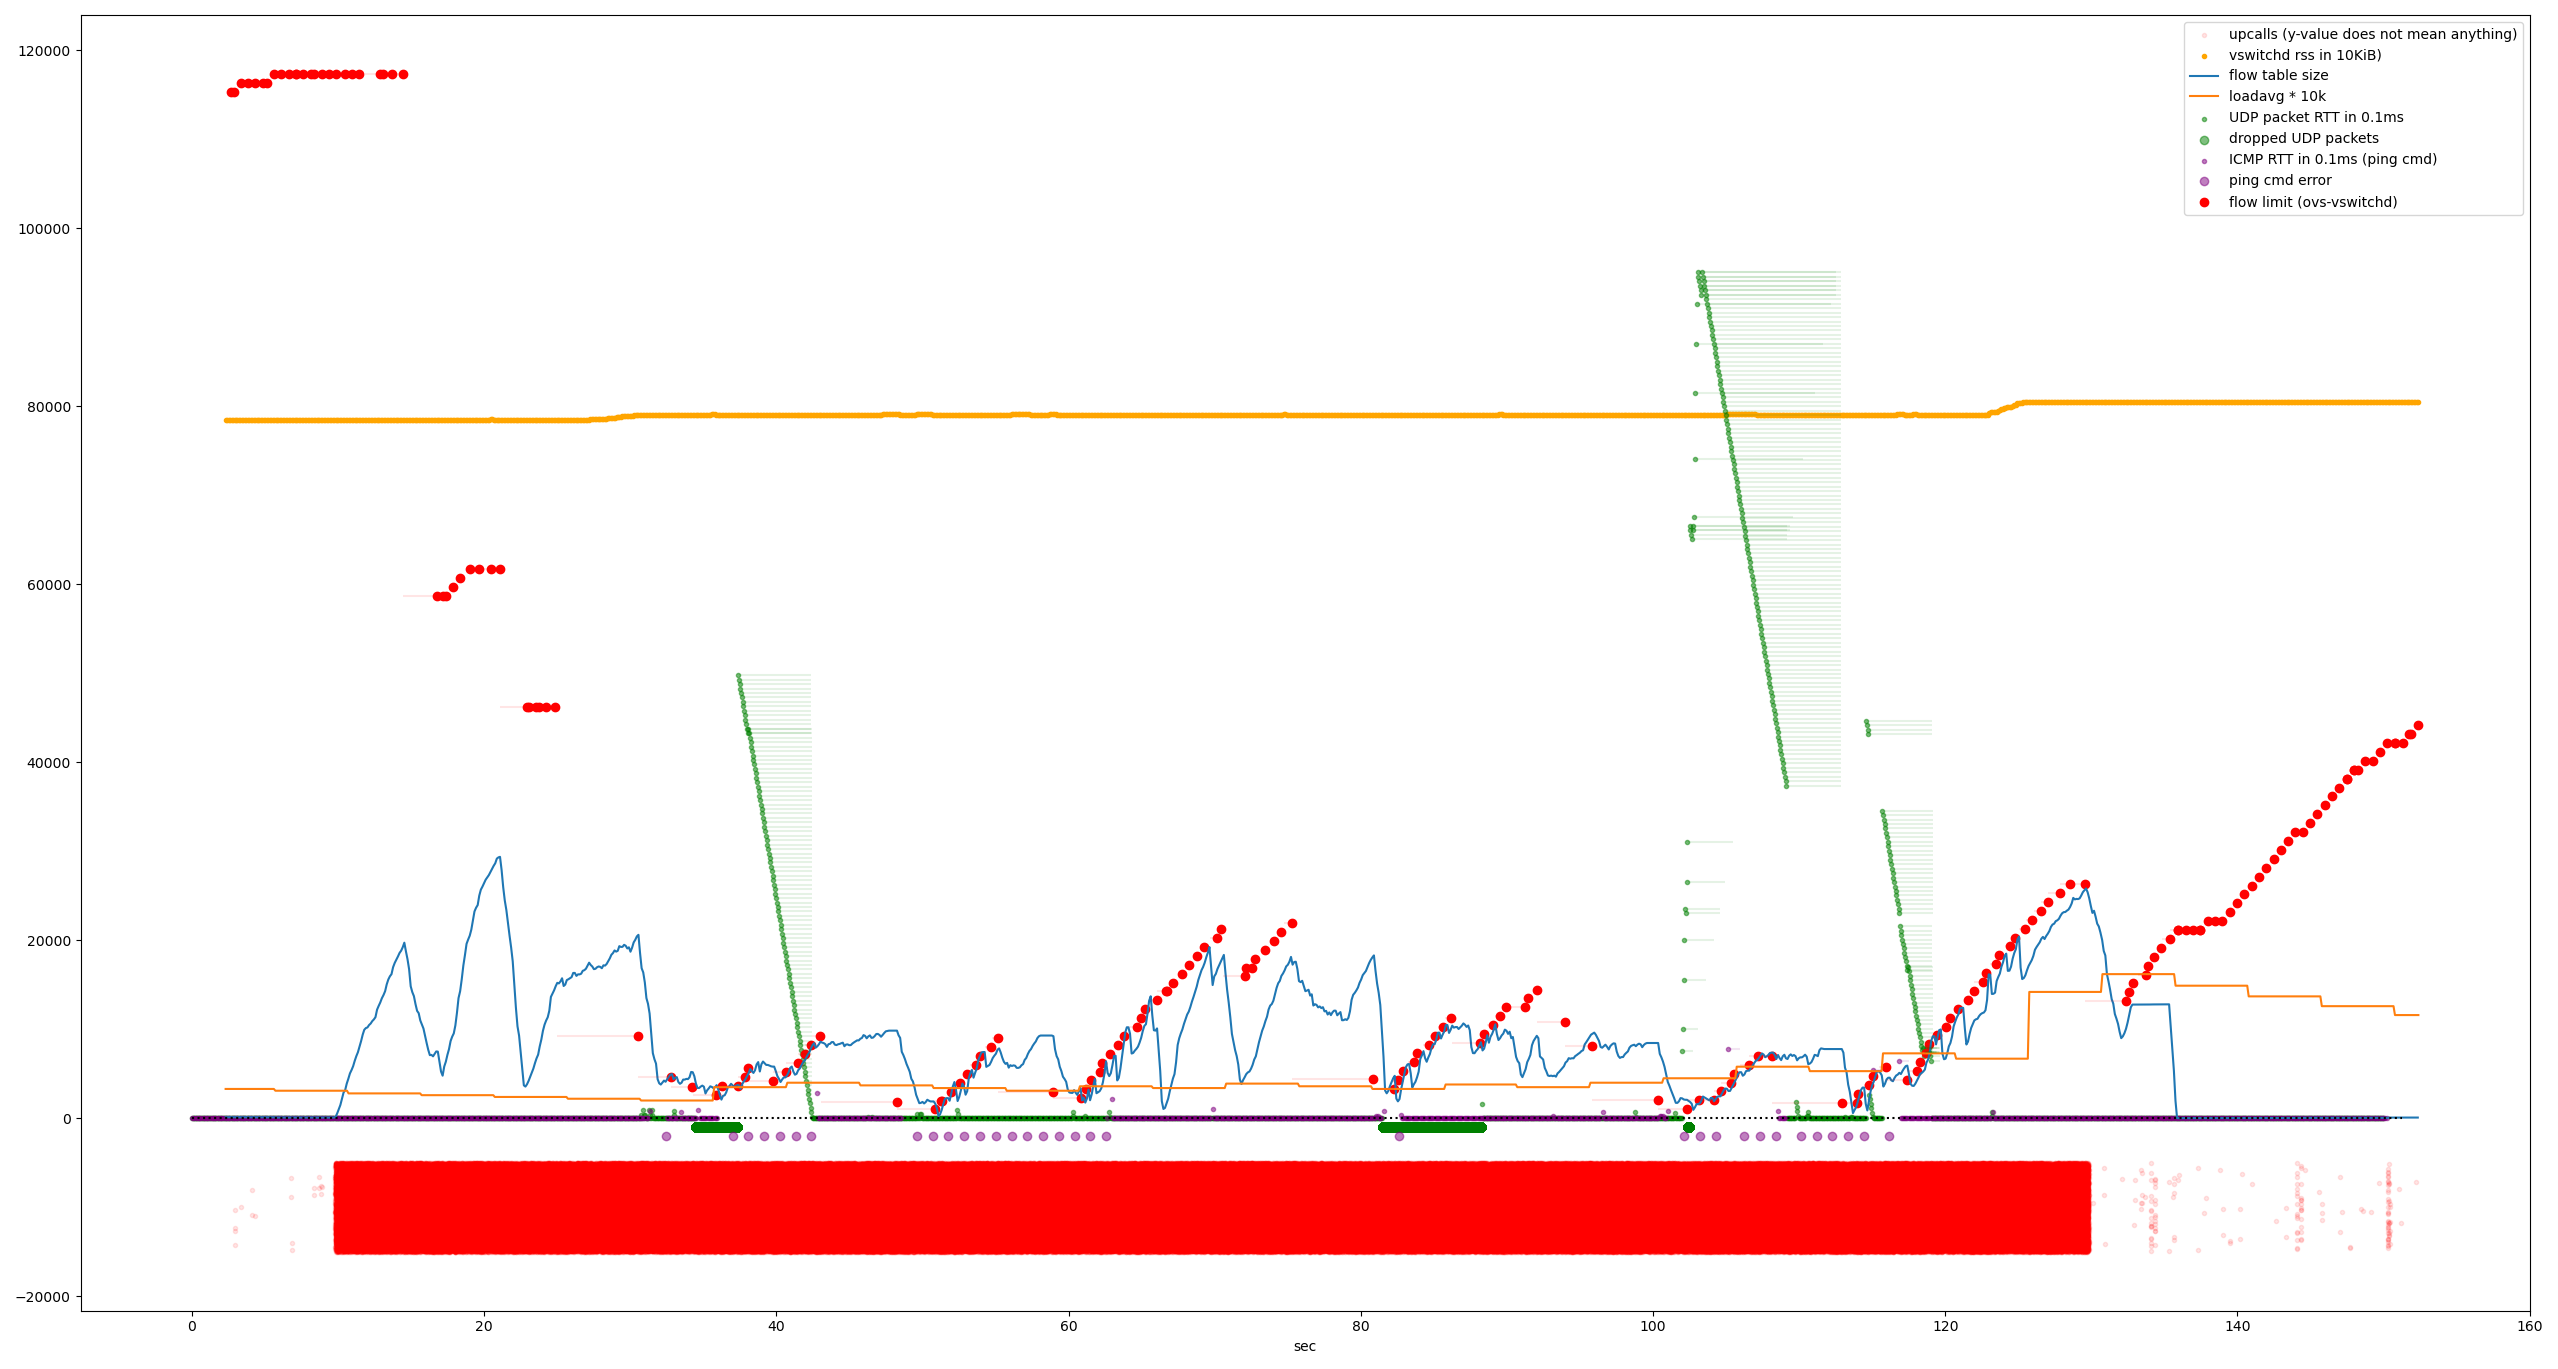 120000
100000
80000
60000
40000
20000
0
−20000
0 20 40 60 80 100 120 140 160
sec
upcalls (y-value does not mean anything)
vswitchd rss in 10KiB)
flow table size
loadavg * 10k
UDP packet RTT in 0.1ms
dropped UDP packets
ICMP RTT in 0.1ms (ping cmd)
ping cmd error
flow limit (ovs-vswitchd)